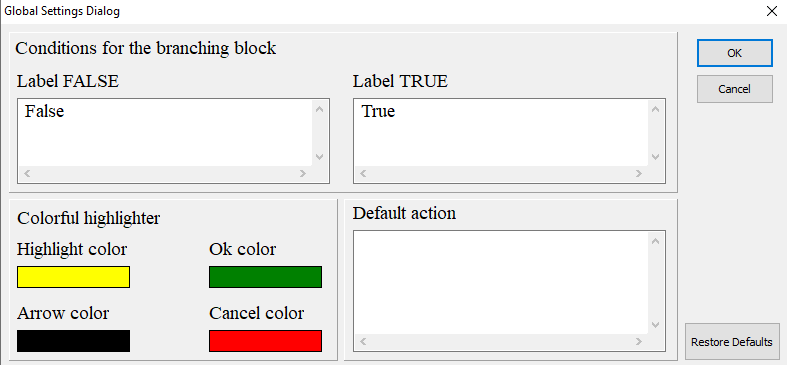 Global Settings Dialog
Conditions for the branching block
OK
Label FALSE
Label TRUE
Cancel
False
True
Colorful highlighter
Default action
Highlight color
Ok color
Arrow color
Cancel color
Restore Defaults